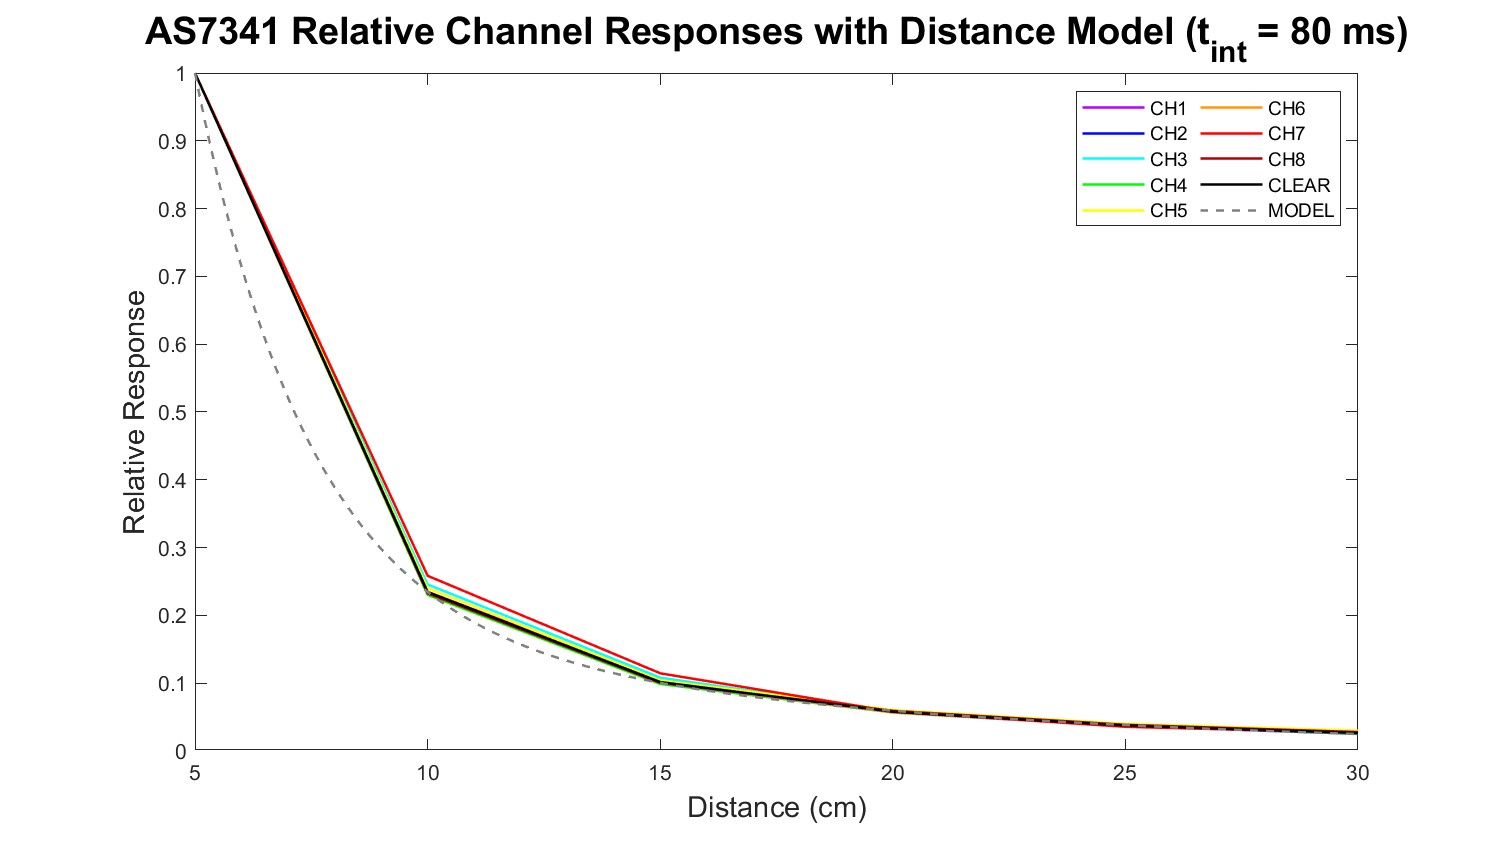 AS7341 Relative Channel Responses with Distance Model (t_int = 80 ms)
CH1 CH6
CH2 CH7
CH3 CH8
CH4 CLEAR
CH5 MODEL
1
0.9
0.8
0.7
0.6
0.5
0.4
0.3
0.2
0.1
0
Relative Response
5 10 15 20 25 30
Distance (cm)